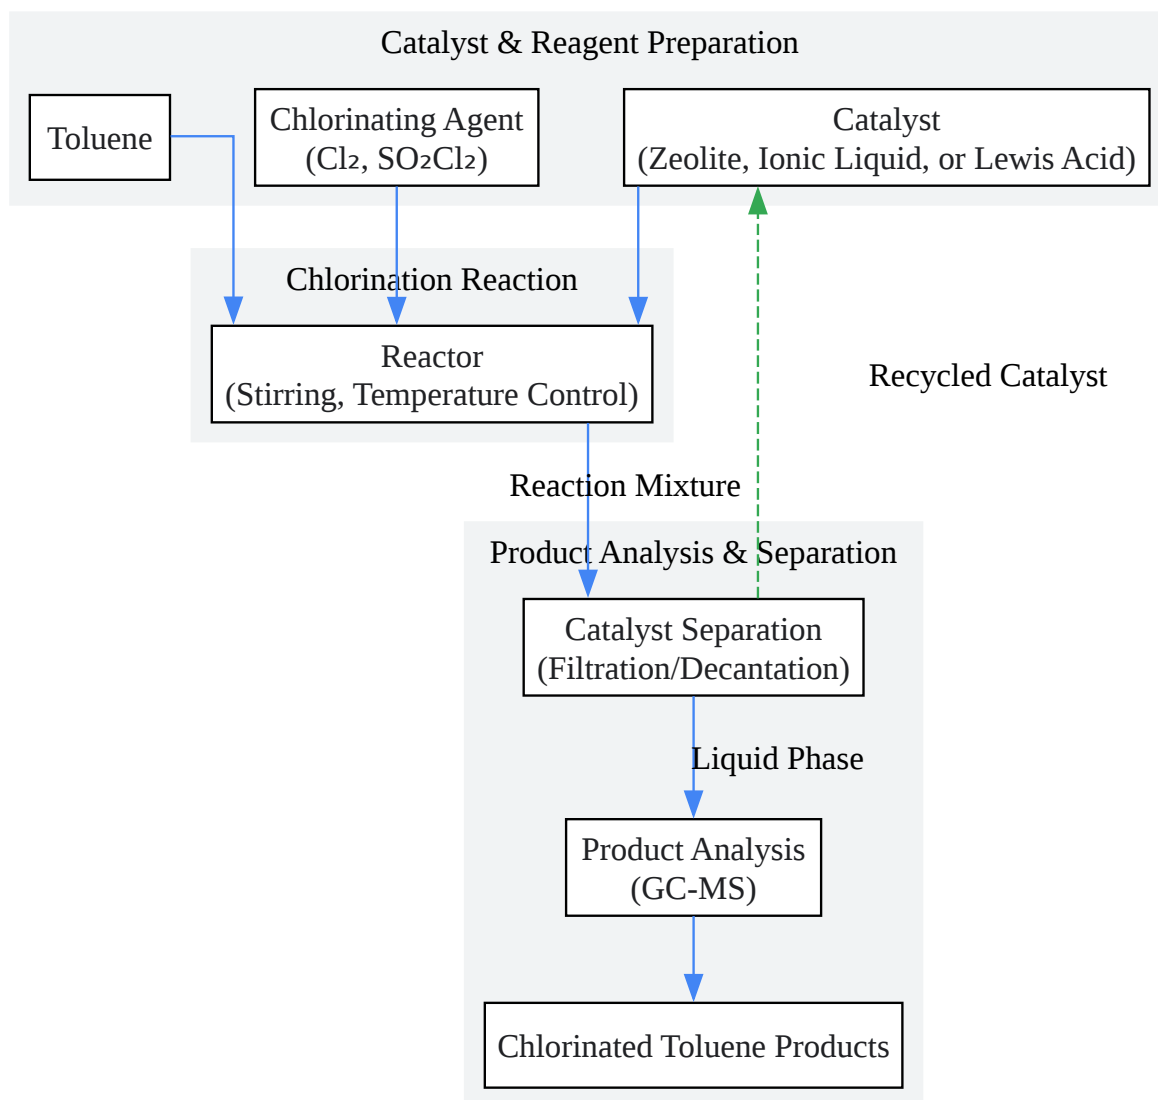 Catalyst & Reagent Preparation
Toluene
Chlorinating Agent
(Cl₂, SO₂Cl₂)
Catalyst
(Zeolite, Ionic Liquid, or Lewis Acid)
Chlorination Reaction
Reactor
(Stirring, Temperature Control)
Recycled Catalyst
Reaction Mixture
Product Analysis & Separation
Catalyst Separation
(Filtration/Decantation)
Liquid Phase
Product Analysis
(GC-MS)
Chlorinated Toluene Products